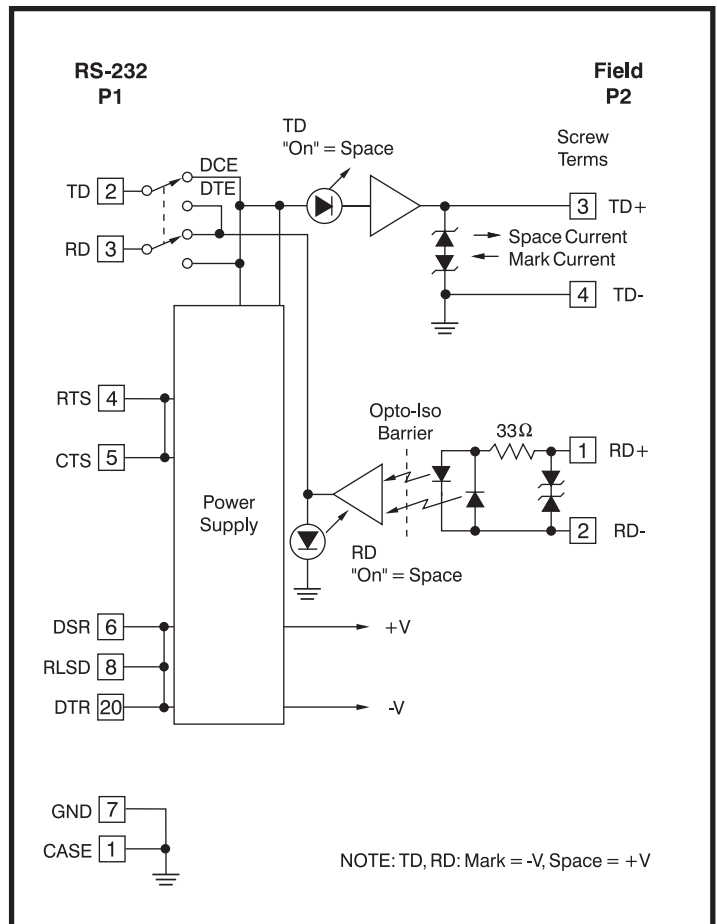 RS-232
P1
Field
P2
TD
"On" = Space
Screw
Terms
DCE
DTE
TD 2
RD 3
3 TD+
Space Current
Mark Current
4 TD-
RTS 4
CTS 5
Opto-Iso
Barrier
33Ω
1 RD+
2 RD-
Power
Supply
RD
"On" = Space
DSR 6
RLSD 8
DTR 20
+V
-V
GND 7
CASE 1
NOTE: TD, RD: Mark = -V, Space = +V